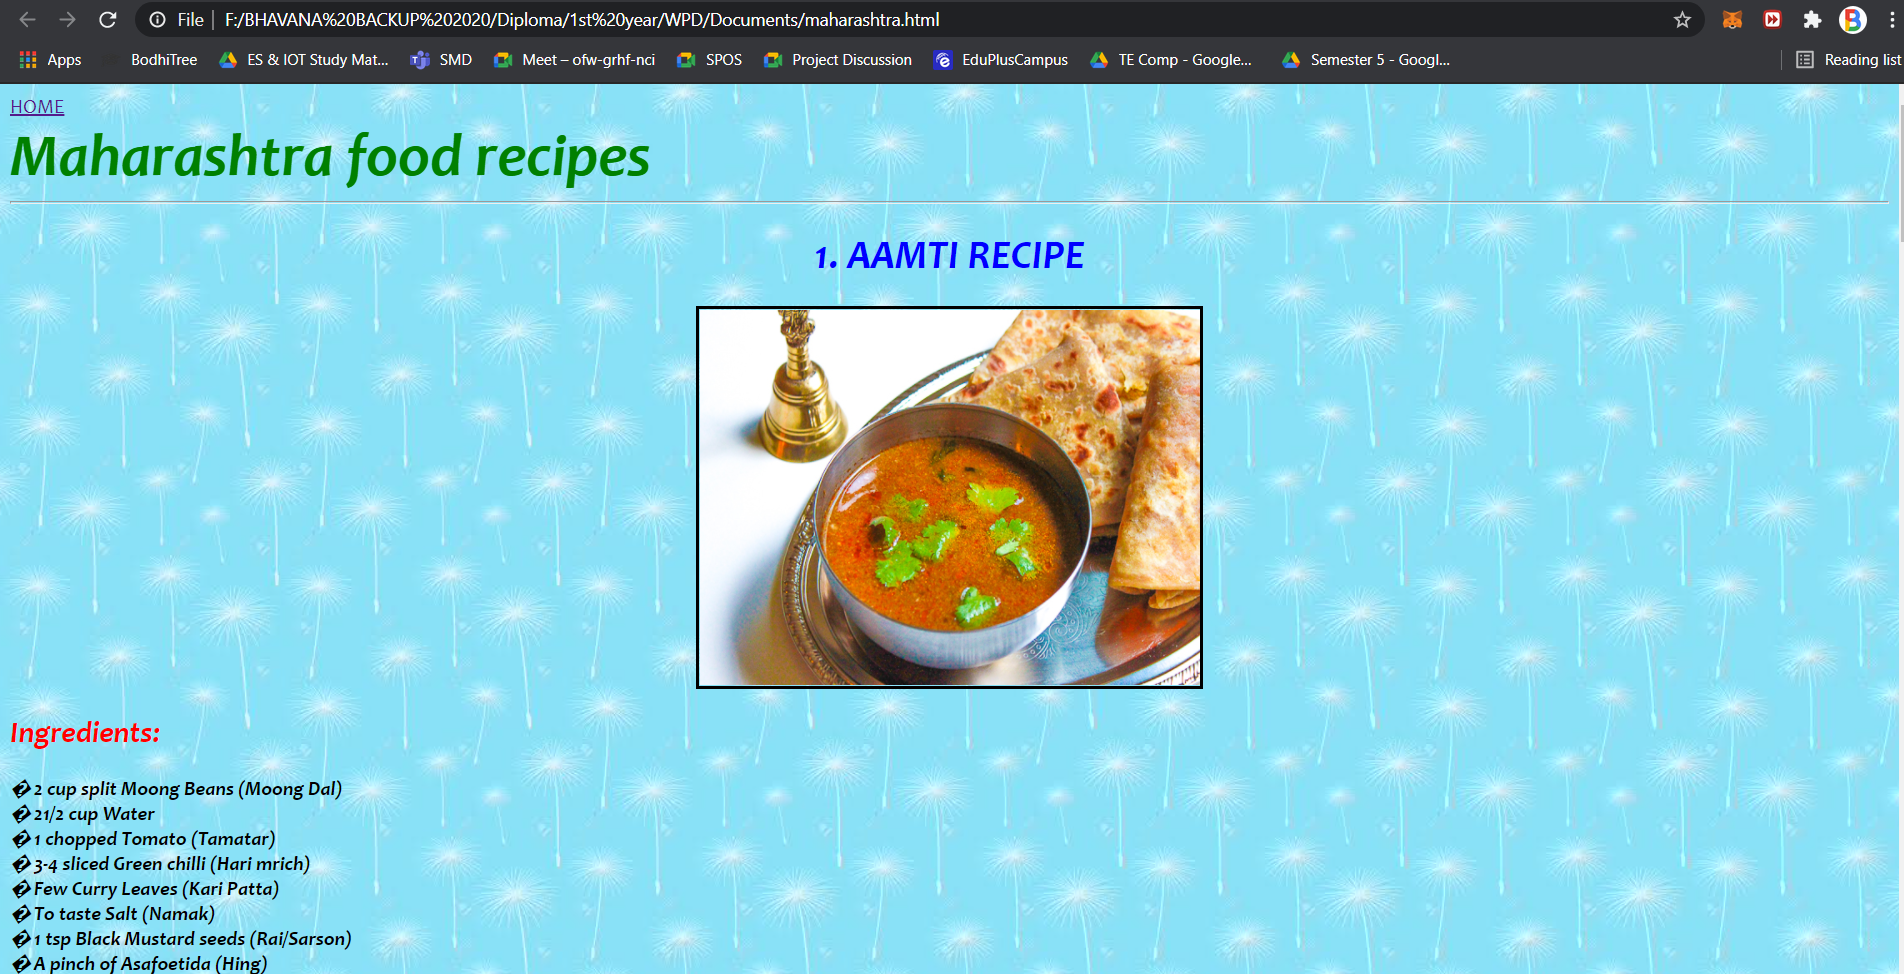 File F:/BHAVANA%20BACKUP%202020/Diploma/1st%20year/WPD/Documents/maharashtra.html
Apps BodhiTree ES & IOT Study Mat... SMD Meet – ofw-grhf-nci SPOS Project Discussion EduPlusCampus TE Comp - Google... Semester 5 - Googl... Reading list
HOME
Maharashtra food recipes
1. AAMTI RECIPE
Ingredients:
� 2 cup split Moong Beans (Moong Dal)
� 21/2 cup Water
� 1 chopped Tomato (Tamatar)
� 3-4 sliced Green chilli (Hari mrich)
� Few Curry Leaves (Kari Patta)
� To taste Salt (Namak)
� 1 tsp Black Mustard seeds (Rai/Sarson)
� A pinch of Asafoetida (Hing)